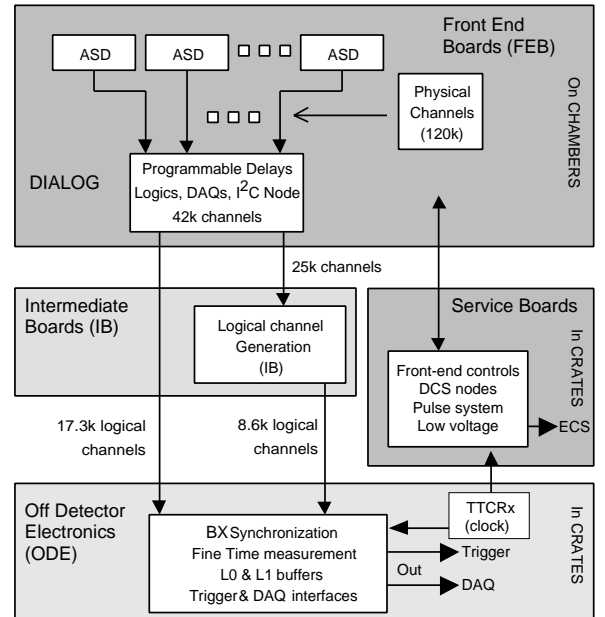 Front End
Boards (FEB)
ASD
ASD
ASD
On CHAMBERS
Physical
Channels
(120k)
DIALOG
Programmable Delays
Logics, DAQs, I2C Node
42k channels
25k channels
Intermediate
Boards (IB)
Logical channel
Generation
(IB)
Service Boards
In CRATES
Front-end controls
DCS nodes
Pulse system
Low voltage
ECS
17.3k logical
channels
8.6k logical
channels
Off Detector
Electronics
(ODE)
TTCRx
(clock)
In CRATES
BX Synchronization
Fine Time measurement
L0 & L1 buffers
Trigger & DAQ interfaces
Trigger
Out
DAQ